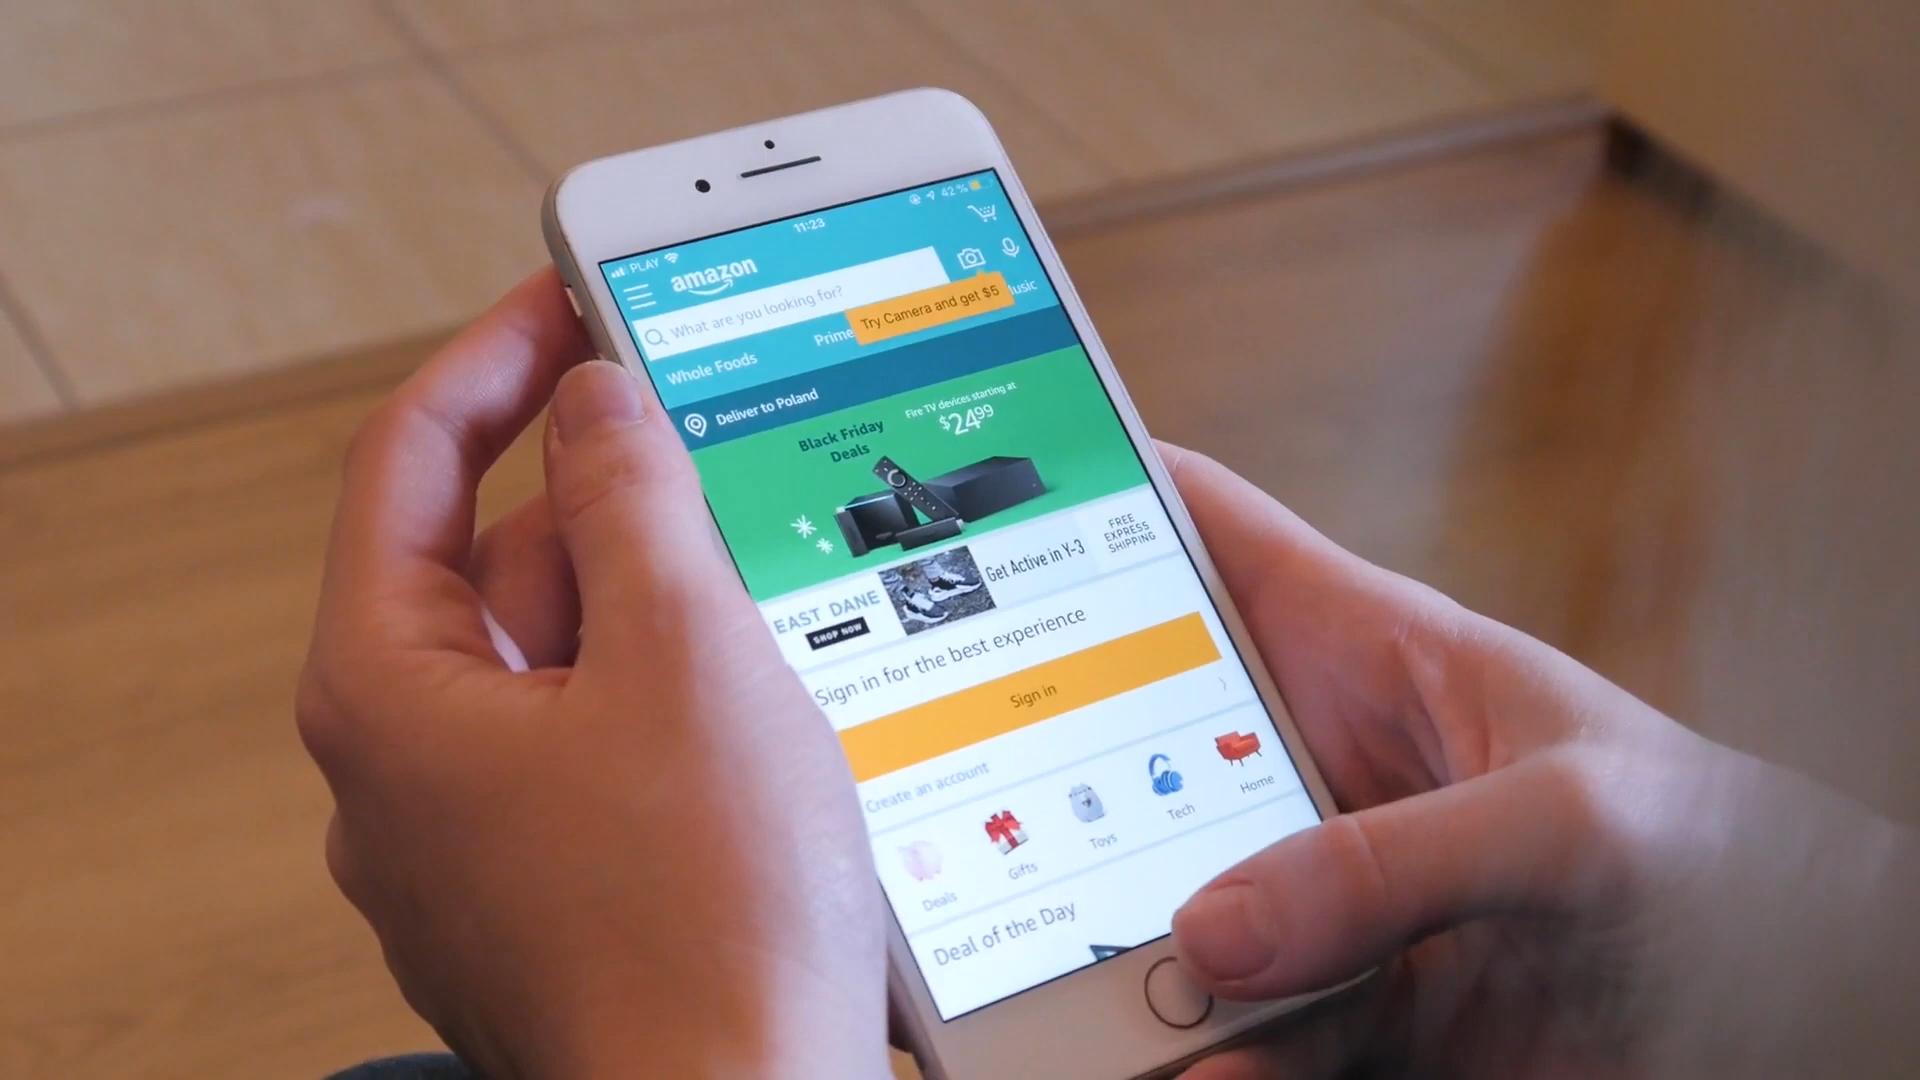 11:23
42 %
PLAY
amazon
What are you looking for?
Try Camera and get $5
Whole Foods
Prime
usic
Deliver to Poland
Black Friday
Deals
Fire TV devices starting at
$24.99
EAST DANE
SHOP NOW
Get Active in Y-3
FREE
EXPRESS
SHIPPING
Sign in for the best experience
Sign in
Create an account
Deals
Gifts
Toys
Tech
Home
Deal of the Day